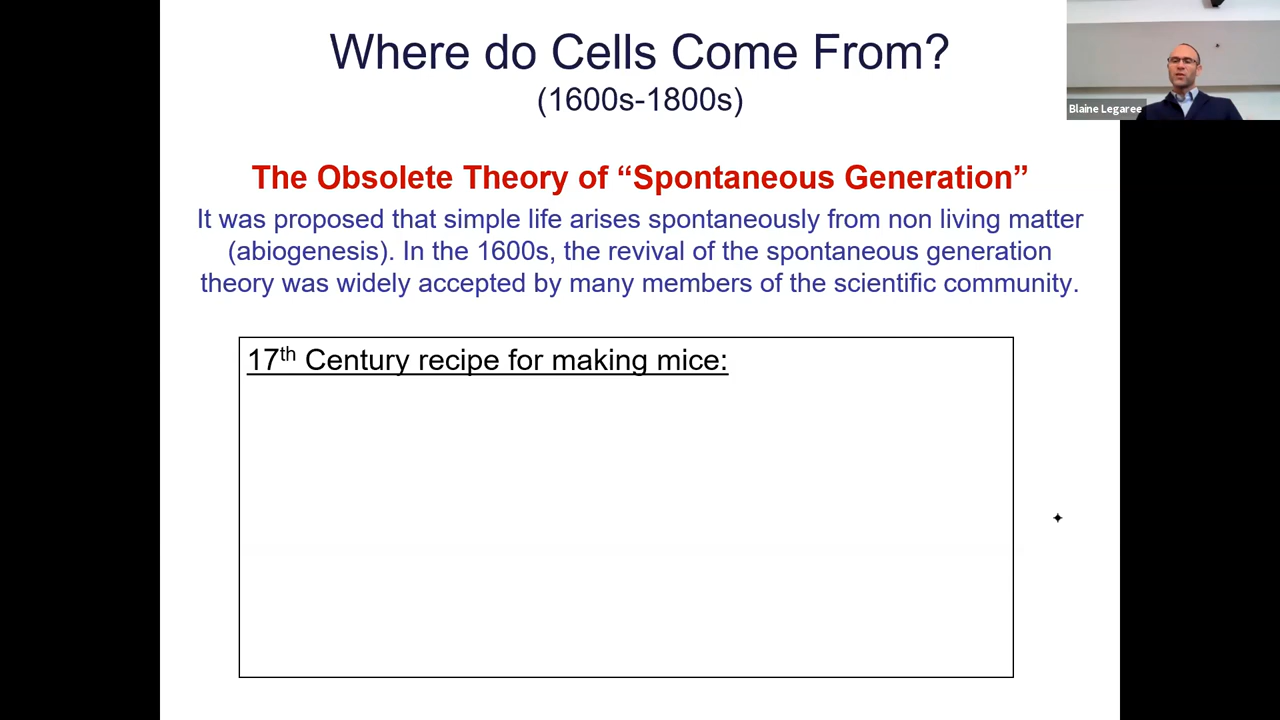 Where do Cells Come From?
(1600s-1800s)
Blaine Legaree
The Obsolete Theory of “Spontaneous Generation”
It was proposed that simple life arises spontaneously from non living matter
(abiogenesis). In the 1600s, the revival of the spontaneous generation
theory was widely accepted by many members of the scientific community.
17th Century recipe for making mice: